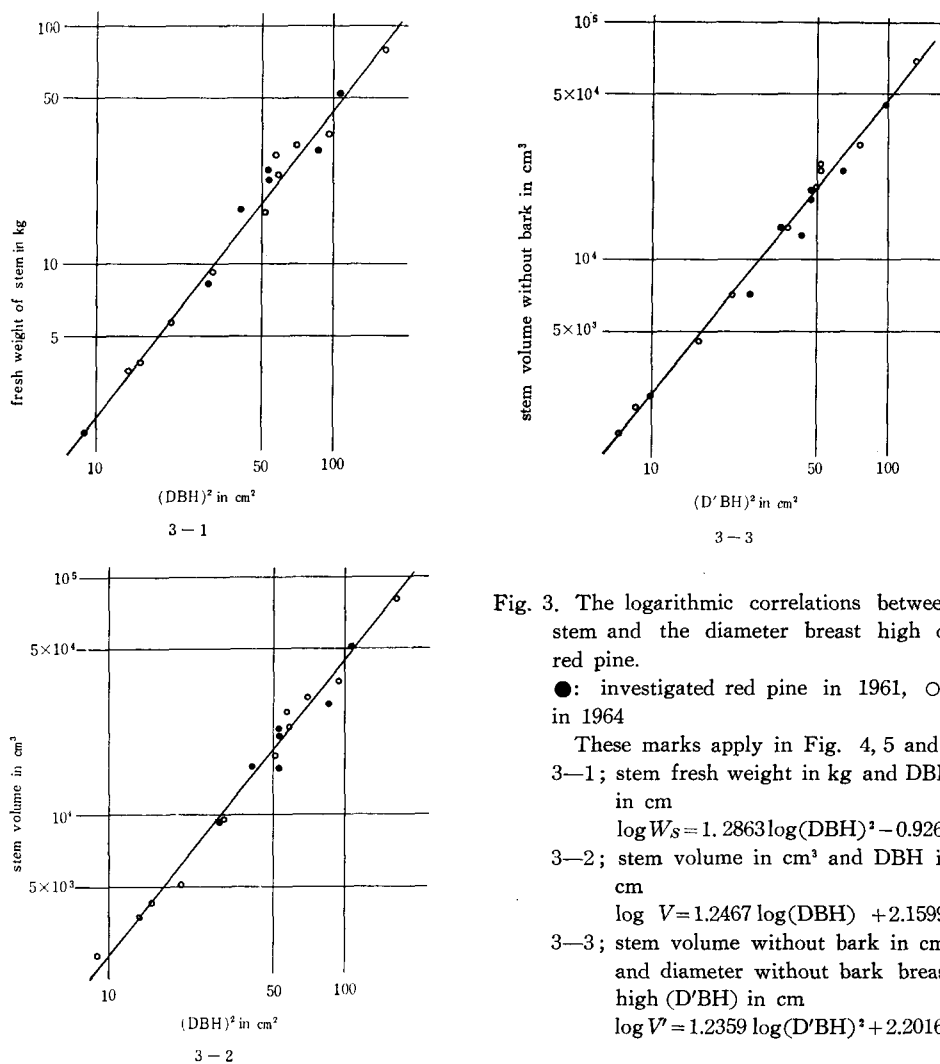 100
50
10
5
fresh weight of stem in kg
10 50 100
(DBH)² in cm²
3 — 1
10⁵
5×10⁴
10⁴
5×10³
stem volume without bark in cm³
10 50 100
(D′BH)² in cm²
3 — 3
10⁵
5×10⁴
10⁴
5×10³
stem volume in cm³
10 50 100
(DBH)² in cm²
3 — 2
Fig. 3. The logarithmic correlations betwee
stem and the diameter breast high
red pine.
●: investigated red pine in 1961, ○
in 1964
These marks apply in Fig. 4, 5 and
3—1; stem fresh weight in kg and DBH
in cm
log Ws=1.2863 log(DBH)²−0.926
3—2; stem volume in cm³ and DBH i
cm
log V=1.2467 log(DBH) +2.1599
3—3; stem volume without bark in cm
and diameter without bark breas
high (D′BH) in cm
log V′=1.2359 log(D′BH)²+2.2016